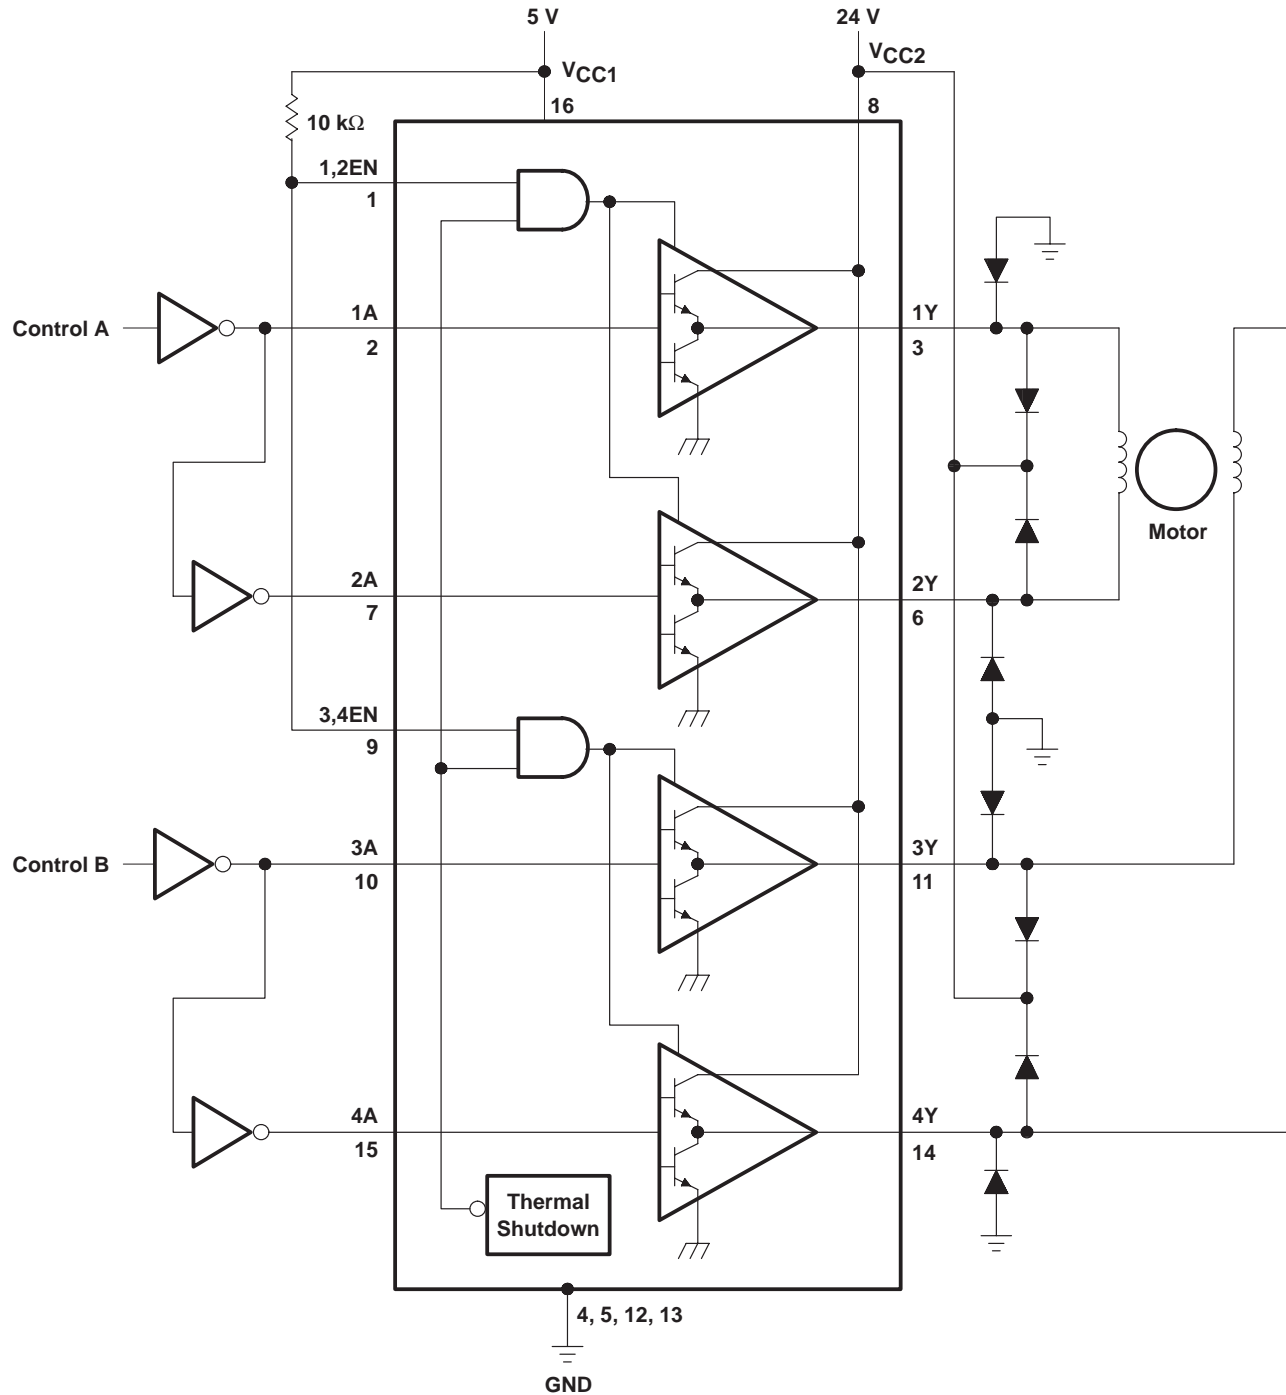 5 V
24 V
VCC1
VCC2
16
8
10 kΩ
1,2EN
1
Control A
1A
2
1Y
3
Motor
2A
7
2Y
6
3,4EN
9
Control B
3A
10
3Y
11
4A
15
4Y
14
Thermal
Shutdown
4, 5, 12, 13
GND